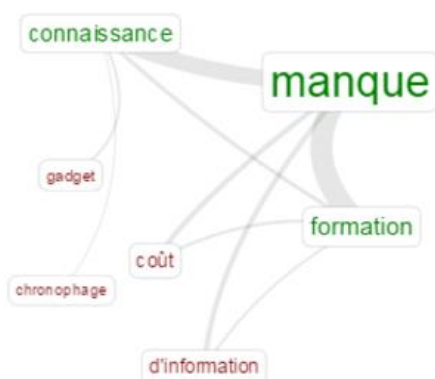 connaissance
manque
gadget
formation
coût
chronophage
d'information